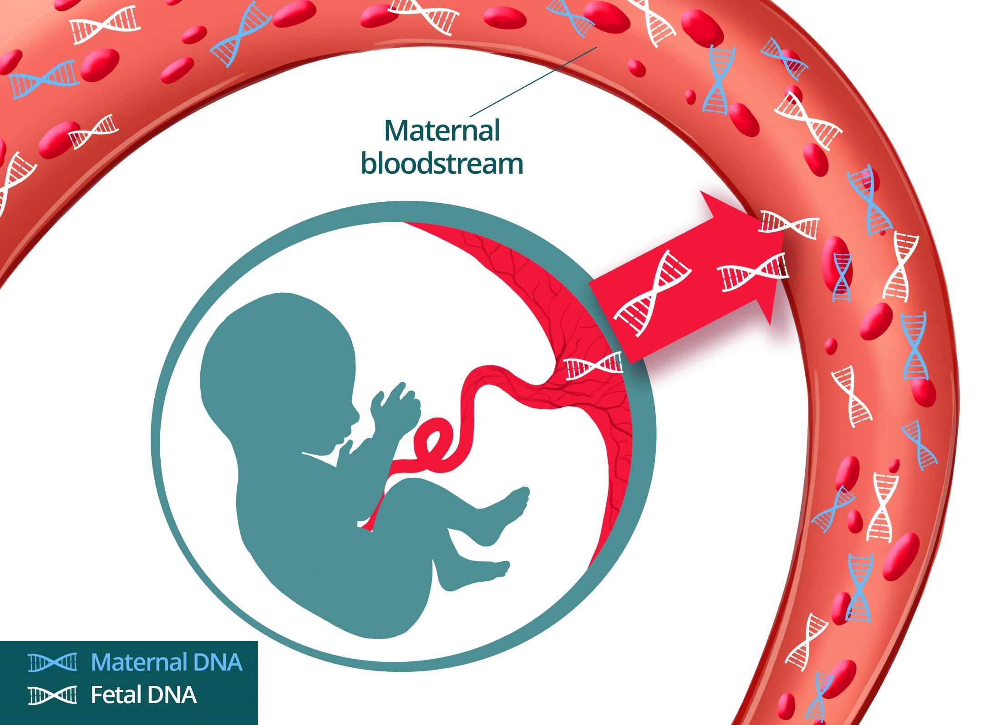 Maternal
bloodstream
Maternal DNA
Fetal DNA